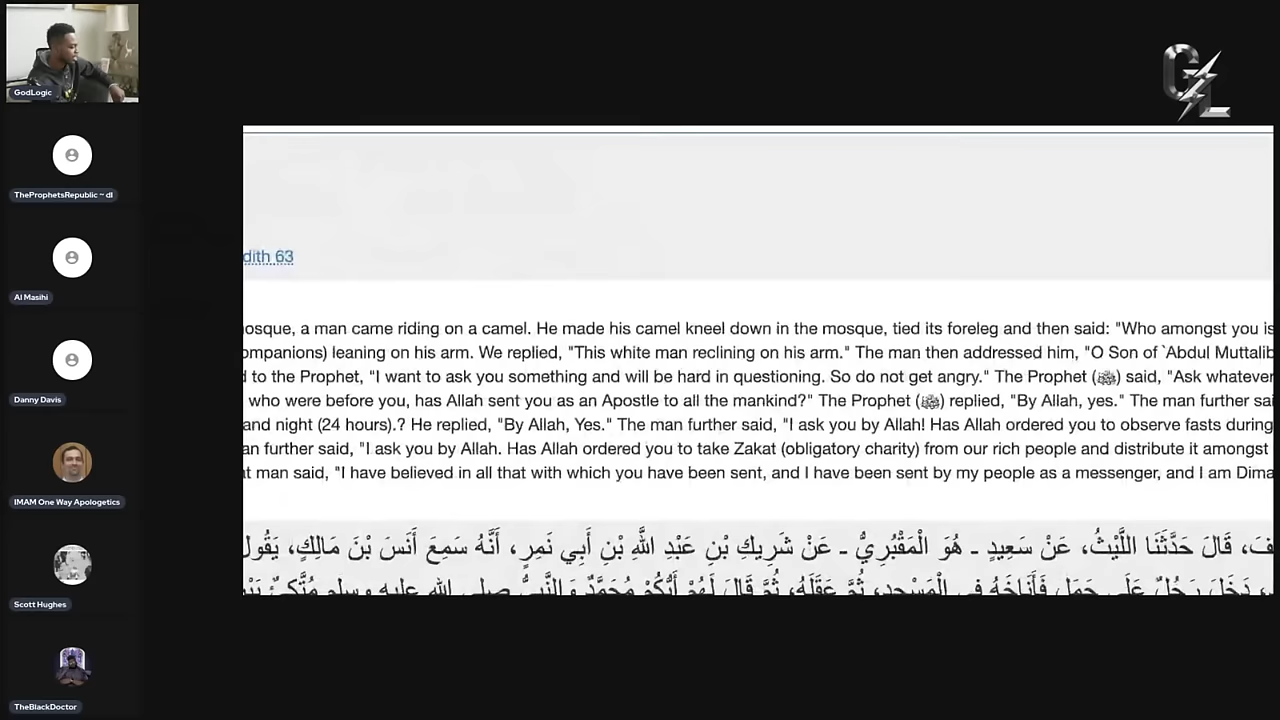 GL
GodLogic
TheProphetsRepublic ~ dl
Al Masihi
Danny Davis
IMAM One Way Apologetics
Scott Hughes
TheBlackDoctor
dith 63
osque, a man came riding on a camel. He made his camel kneel down in the mosque, tied its foreleg and then said: "Who amongst you is
ompanions) leaning on his arm. We replied, "This white man reclining on his arm." The man then addressed him, "O Son of `Abdul Muttalib
d to the Prophet, "I want to ask you something and will be hard in questioning. So do not get angry." The Prophet (ﷺ) said, "Ask whatever
who were before you, has Allah sent you as an Apostle to all the mankind?" The Prophet (ﷺ) replied, "By Allah, yes." The man further sai
and night (24 hours).? He replied, "By Allah, Yes." The man further said, "I ask you by Allah! Has Allah ordered you to observe fasts during
an further said, "I ask you by Allah. Has Allah ordered you to take Zakat (obligatory charity) from our rich people and distribute it amongst
t man said, "I have believed in all that with which you have been sent, and I have been sent by my people as a messenger, and I am Dima
قَالَ حَدَّثَنَا اللَّيْثُ، عَنْ سَعِيدٍ ـ هُوَ الْمَقْبُرِيُّ ـ عَنْ شَرِيكِ بْنِ عَبْدِ اللَّهِ بْنِ أَبِي نَمِرٍ، أَنَّهُ سَمِعَ أَنَسَ بْنَ مَالِكٍ، يَقُول
دَخَلَ رَجُلٌ عَلَى جَمَلٍ فَأَنَاخَهُ فِي الْمَسْجِدِ، ثُمَّ عَقَلَهُ، ثُمَّ قَالَ لَهُمْ أَيُّكُمْ مُحَمَّدٌ وَالنَّبِيُّ صلى الله عليه وسلم مُتَّكِئٌ